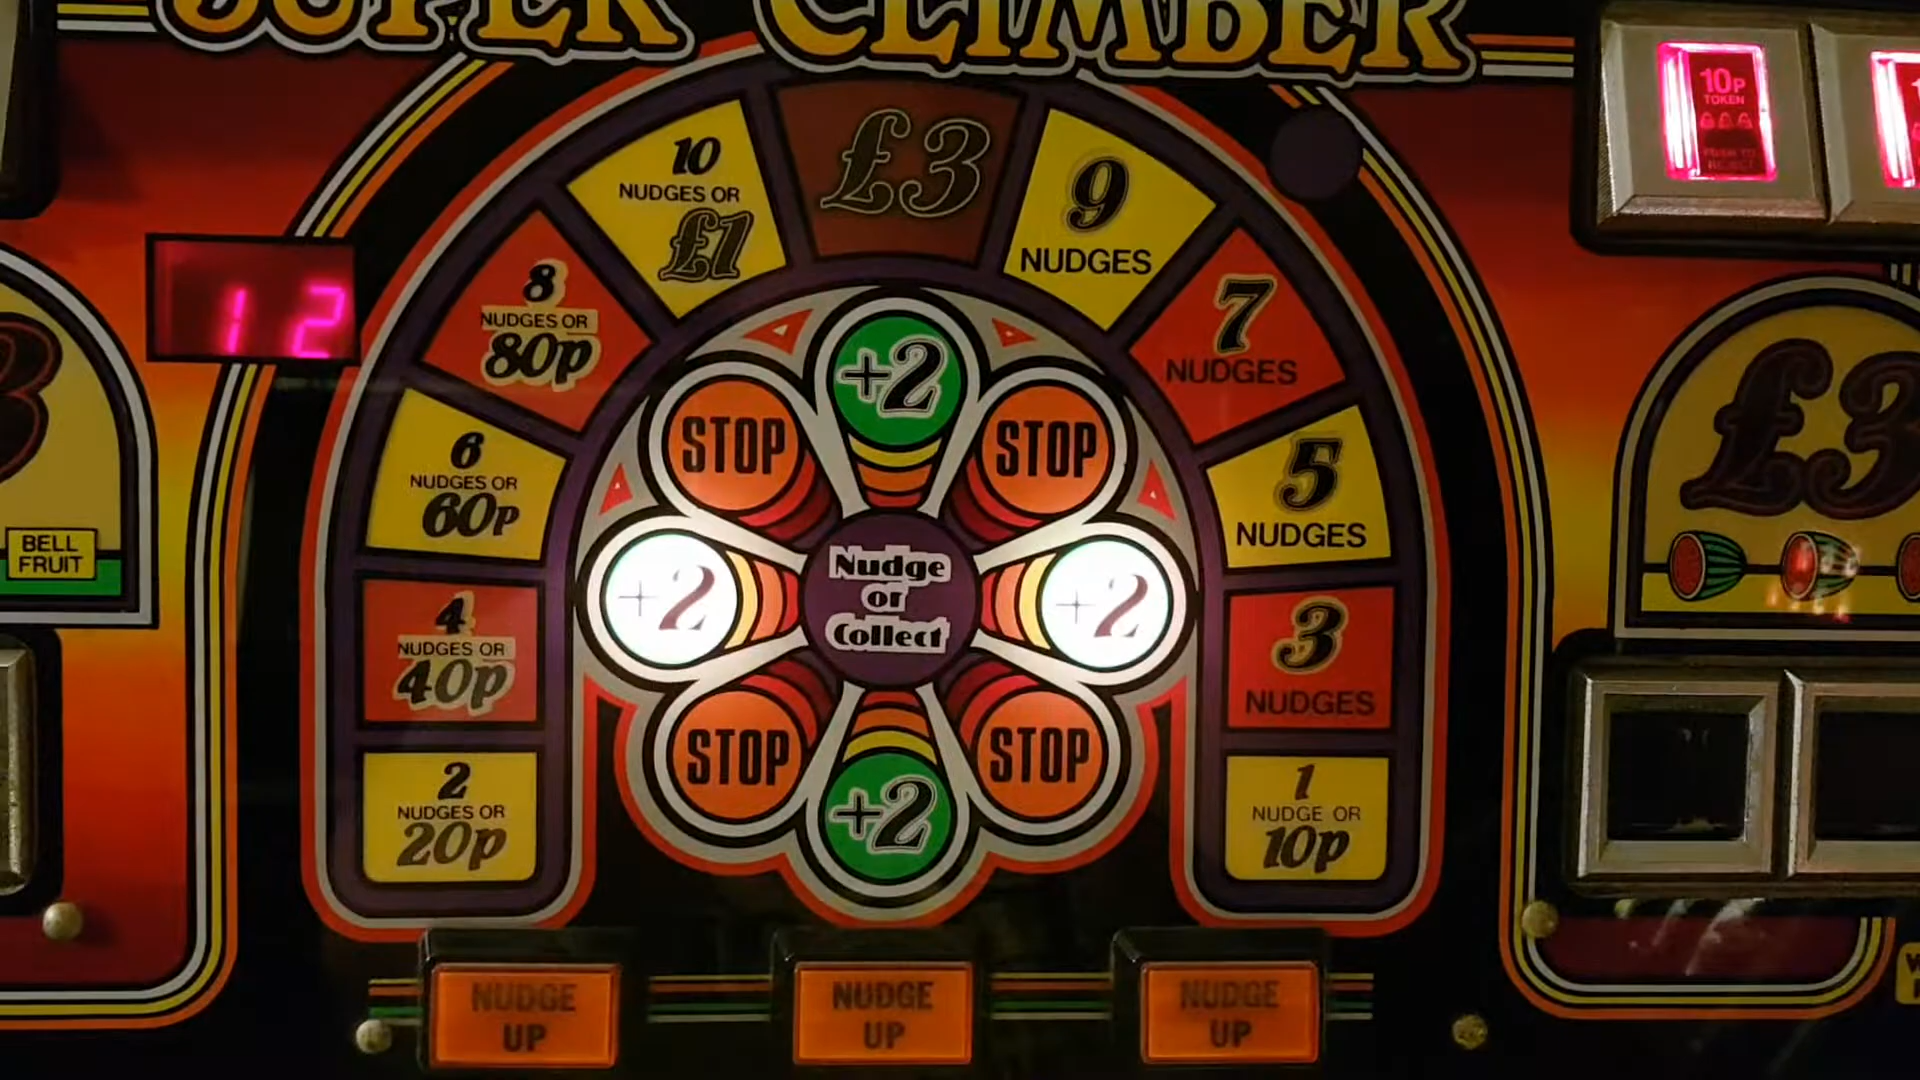 SUPER CLIMBER
10P
TOKEN
10
NUDGES OR
£1
£3
9
NUDGES
8
NUDGES OR
80p
7
NUDGES
1 2
+2
STOP
STOP
6
NUDGES OR
60p
5
NUDGES
£3
BELL
FRUIT
+2
Nudge
or
Collect
+2
4
NUDGES OR
40p
3
NUDGES
STOP
STOP
2
NUDGES OR
20p
+2
1
NUDGE OR
10p
NUDGE
UP
NUDGE
UP
NUDGE
UP